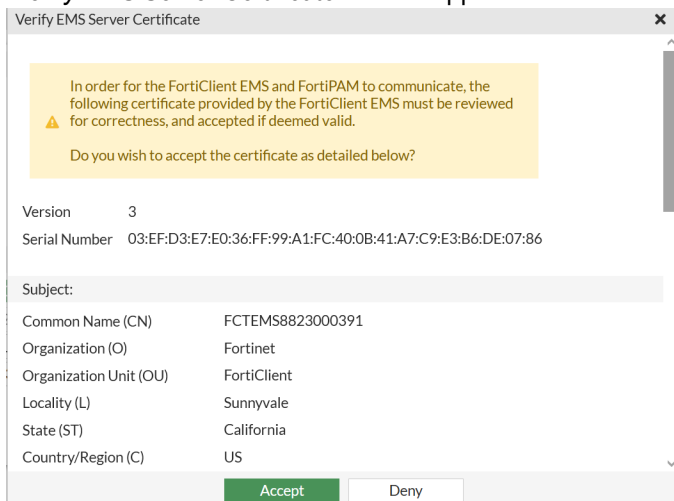 Verify EMS Server Certificate
In order for the FortiClient EMS and FortiPAM to communicate, the
following certificate provided by the FortiClient EMS must be reviewed
for correctness, and accepted if deemed valid.
Do you wish to accept the certificate as detailed below?
Version 3
Serial Number 03:EF:D3:E7:E0:36:FF:99:A1:FC:40:0B:41:A7:C9:E3:B6:DE:07:86
Subject:
Common Name (CN) FCTEMS8823000391
Organization (O) Fortinet
Organization Unit (OU) FortiClient
Locality (L) Sunnyvale
State (ST) California
Country/Region (C) US
Accept Deny